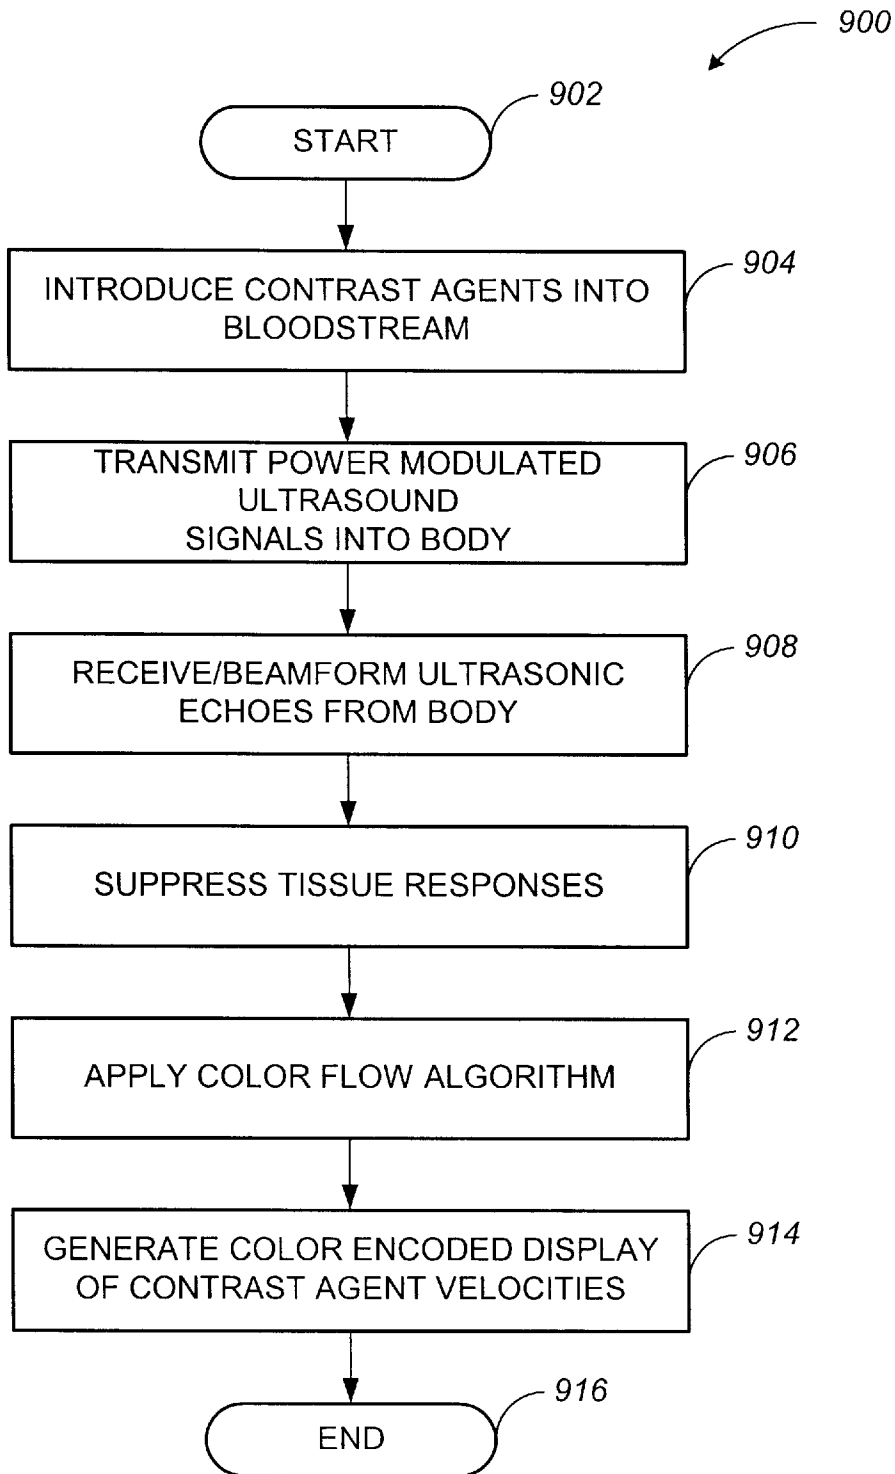 900
902
START
904
INTRODUCE CONTRAST AGENTS INTO
BLOODSTREAM
906
TRANSMIT POWER MODULATED
ULTRASOUND
SIGNALS INTO BODY
908
RECEIVE/BEAMFORM ULTRASONIC
ECHOES FROM BODY
910
SUPPRESS TISSUE RESPONSES
912
APPLY COLOR FLOW ALGORITHM
914
GENERATE COLOR ENCODED DISPLAY
OF CONTRAST AGENT VELOCITIES
916
END